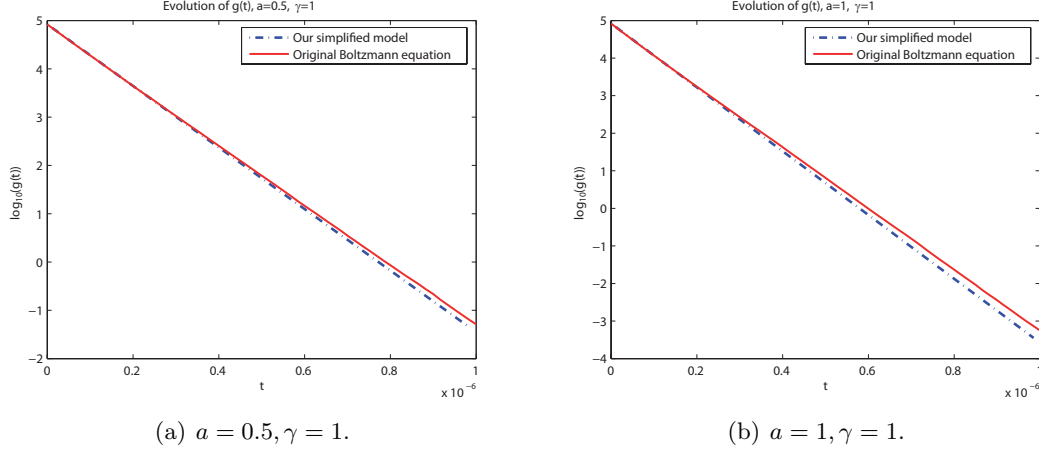 Evolution of g(t), a=0.5, γ=1
Our simplified model
Original Boltzmann equation
5
4
3
2
1
0
−1
−2
log₁₀(g(t))
0
0.2
0.4
0.6
0.8
1
t
x 10⁻⁶
(a) a = 0.5, γ = 1.
Evolution of g(t), a=1, γ=1
Our simplified model
Original Boltzmann equation
5
4
3
2
1
0
−1
−2
−3
−4
log₁₀(g(t))
0
0.2
0.4
0.6
0.8
1
t
x 10⁻⁶
(b) a = 1, γ = 1.